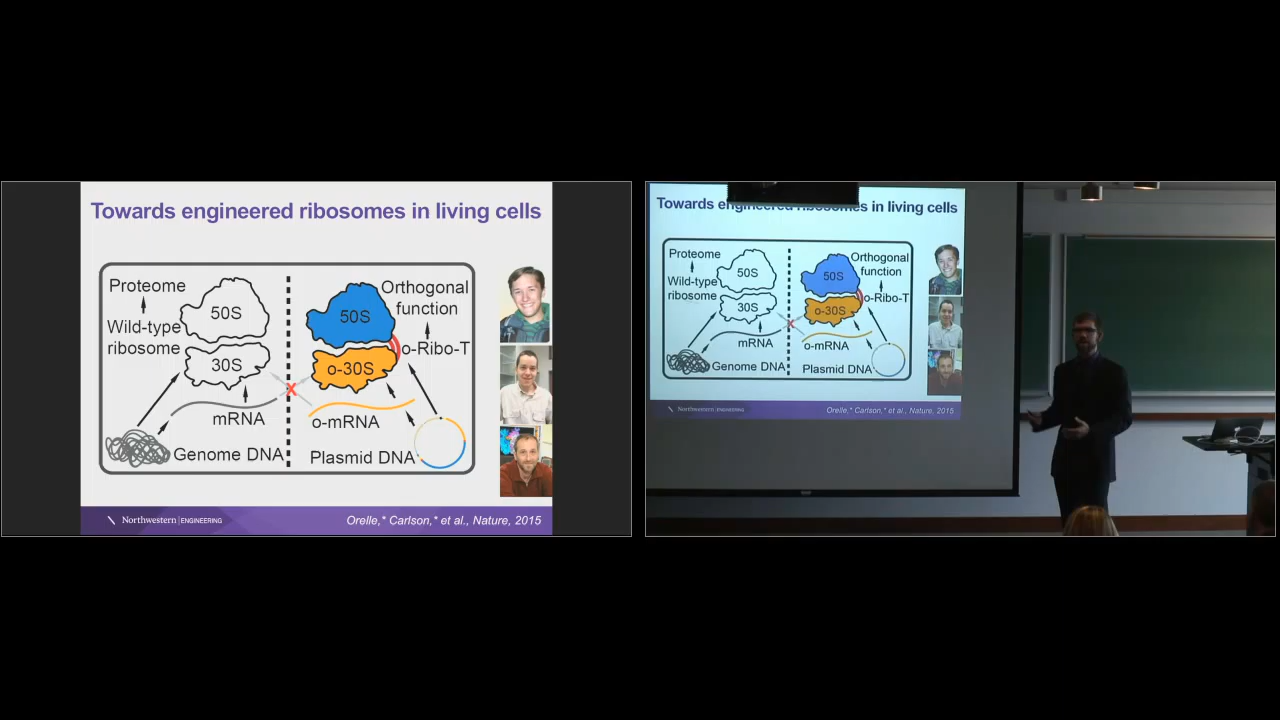 Towards engineered ribosomes in living cells
Proteome
Wild-type
ribosome
50S
30S
mRNA
Genome DNA
50S
o-30S
Orthogonal
function
o-Ribo-T
X
o-mRNA
Plasmid DNA
Northwestern | ENGINEERING
Orelle,* Carlson,* et al., Nature, 2015
Towards engineered ribosomes in living cells
Proteome
Wild-type
ribosome
50S
30S
mRNA
Genome DNA
50S
o-30S
Orthogonal
function
o-Ribo-T
X
o-mRNA
Plasmid DNA
Northwestern | ENGINEERING
Orelle,* Carlson,* et al., Nature, 2015